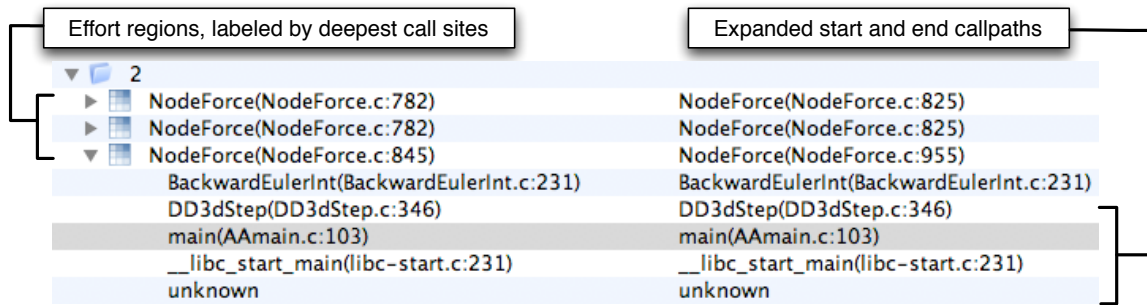 Effort regions, labeled by deepest call sites Expanded start and end callpaths
2
NodeForce(NodeForce.c:782) NodeForce(NodeForce.c:825)
NodeForce(NodeForce.c:782) NodeForce(NodeForce.c:825)
NodeForce(NodeForce.c:845) NodeForce(NodeForce.c:955)
BackwardEulerInt(BackwardEulerInt.c:231) BackwardEulerInt(BackwardEulerInt.c:231)
DD3dStep(DD3dStep.c:346) DD3dStep(DD3dStep.c:346)
main(AAmain.c:103) main(AAmain.c:103)
__libc_start_main(libc-start.c:231) __libc_start_main(libc-start.c:231)
unknown unknown